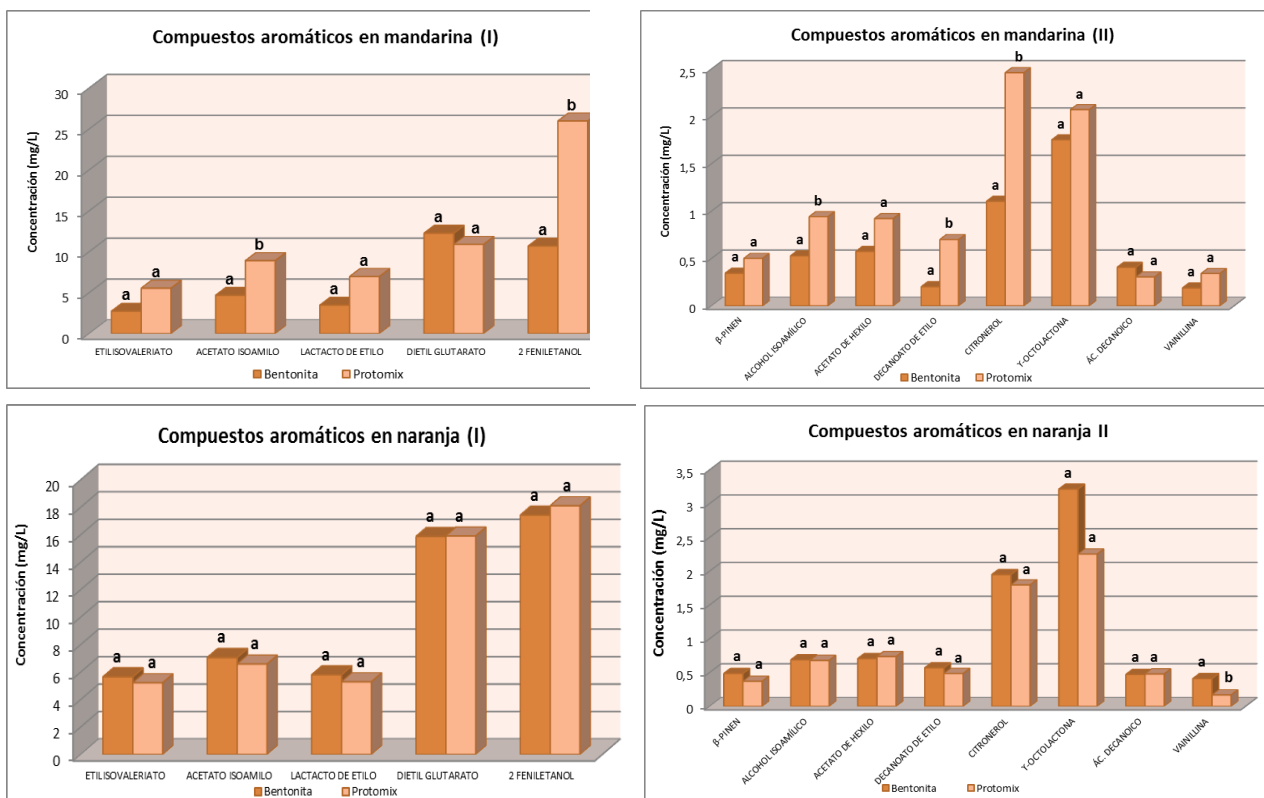 Compuestos aromáticos en mandarina (I)
Concentración (mg/L)
30
25
20
15
10
5
0
a a a b a a a a a b
ETIL ISOVALERIATO ACETATO ISOAMILO LACTACTO DE ETILO DIETIL GLUTARATO 2 FENILETANOL
Bentonita Protomix
Compuestos aromáticos en mandarina (II)
Concentración (mg/L)
2,5
2
1,5
1
0,5
0
a a a b a a a b a b a a a a a a
β-PINEN ALCOHOL ISOAMÍLICO ACETATO DE HEXILO DECANOATO DE ETILO CITRONEROL Y-OCTOLACTONA ÁC. DECANOICO VAINILLINA
Bentonita Protomix
Compuestos aromáticos en naranja (I)
Concentración (mg/L)
20
18
16
14
12
10
8
6
4
2
0
a a a a a a a a a a
ETIL ISOVALERIATO ACETATO ISOAMILO LACTACTO DE ETILO DIETIL GLUTARATO 2 FENILETANOL
Bentonita Protomix
Compuestos aromáticos en naranja II
Concentración (mg/L)
3,5
3
2,5
2
1,5
1
0,5
0
a a a a a a a a a a a a a a a b
β-PINEN ALCOHOL ISOAMÍLICO ACETATO DE HEXILO DECANOATO DE ETILO CITRONEROL Y-OCTOLACTONA ÁC. DECANOICO VAINILLINA
Bentonita Protomix